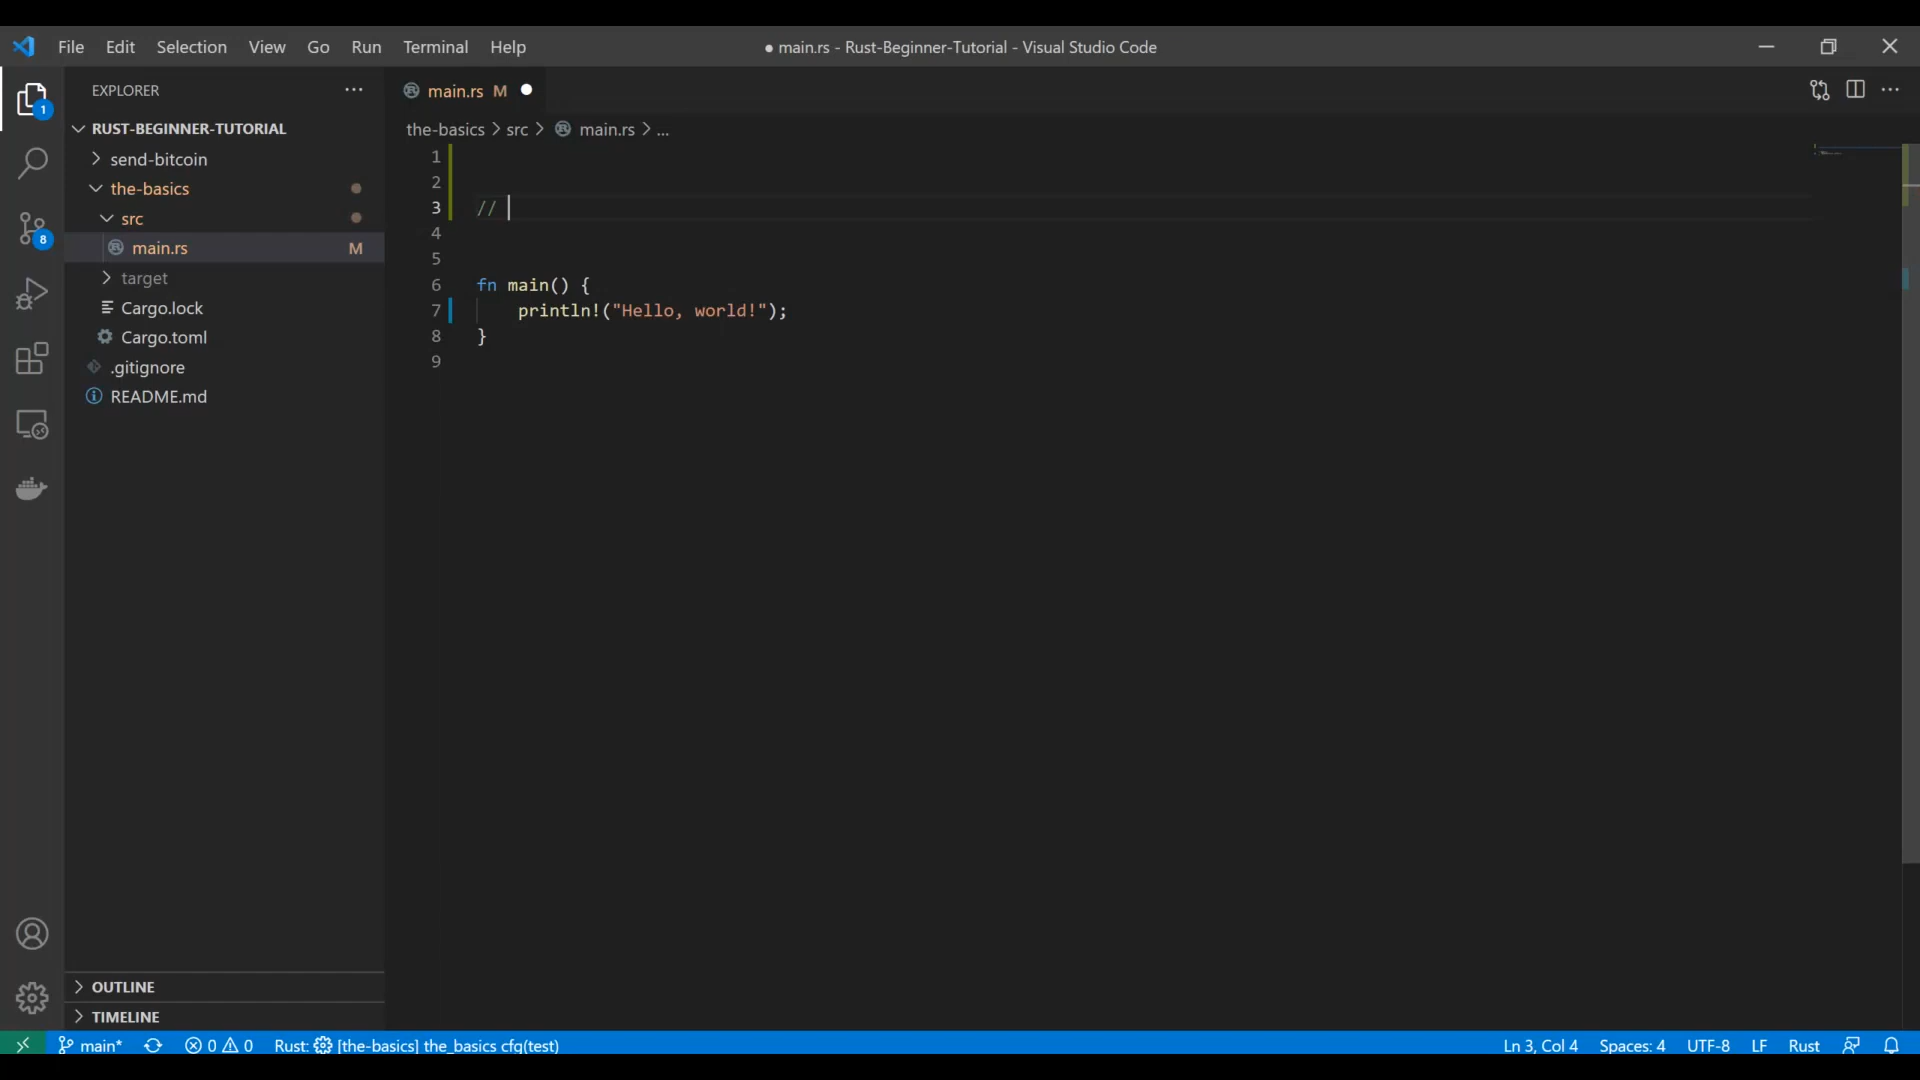 File Edit Selection View Go Run Terminal Help
● main.rs - Rust-Beginner-Tutorial - Visual Studio Code
EXPLORER
1
RUST-BEGINNER-TUTORIAL
send-bitcoin
the-basics
src
8
main.rs M
target
Cargo.lock
Cargo.toml
.gitignore
README.md
OUTLINE
TIMELINE
main.rs M
the-basics > src > main.rs > ...
1
2
3 //
4
5
6 fn main() {
7 println!("Hello, world!");
8 }
9
main* 0 0 Rust: [the-basics] the_basics cfg(test)
Ln 3, Col 4 Spaces: 4 UTF-8 LF Rust